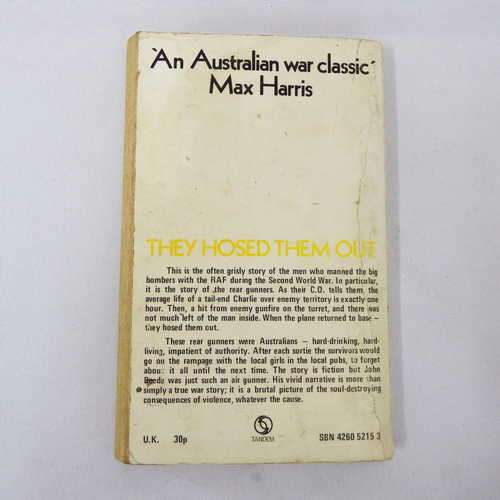 `An Australian war classic´
Max Harris
THEY HOSED THEM OUT
This is the often grisly story of the men who manned the big
bombers with the RAF during the Second World War. In particular,
it is the story of the rear gunners. As their C.O. tells them, the
average life of a tail-end Charlie over enemy territory is exactly one
hour. Then, a hit from enemy gunfire on the turret, and there was
not much left of the man inside. When the plane returned to base –
they hosed them out.
These rear gunners were Australians – hard-drinking, hard-
living, impatient of authority. After each sortie the survivors would
go on the rampage with the local girls in the local pubs, to forget
about it all until the next time. The story is fiction but John
Beede was just such an air gunner. His vivid narrative is more than
simply a true war story; it is a brutal picture of the soul-destroying
consequences of violence, whatever the cause.
U.K. 30p
TANDEM
SBN 4260 5215 3